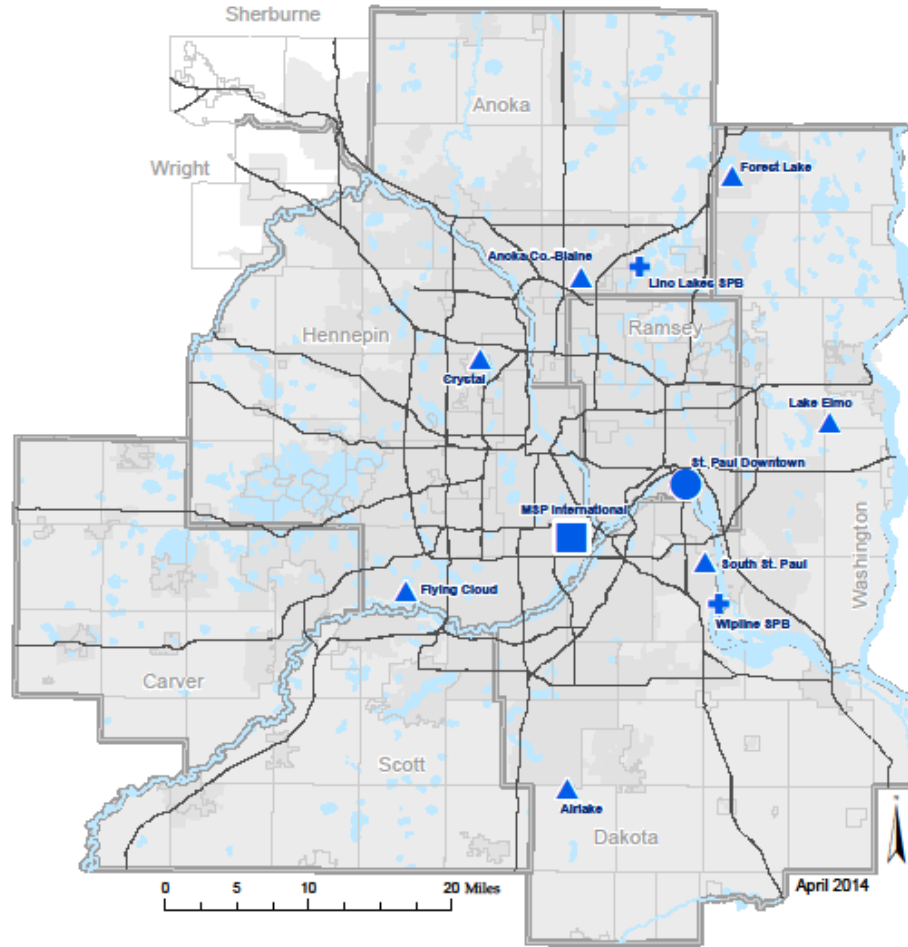 Sherburne
Anoka
Wright
Forest Lake
Anoka Co.-Blaine
Lino Lakes SPB
Hennepin
Ramsey
Crystal
Lake Elmo
St. Paul Downtown
MSP International
South St. Paul
Washington
Flying Cloud
Wipline SPB
Carver
Scott
Airlake
Dakota
April 2014
0 5 10 20 Miles